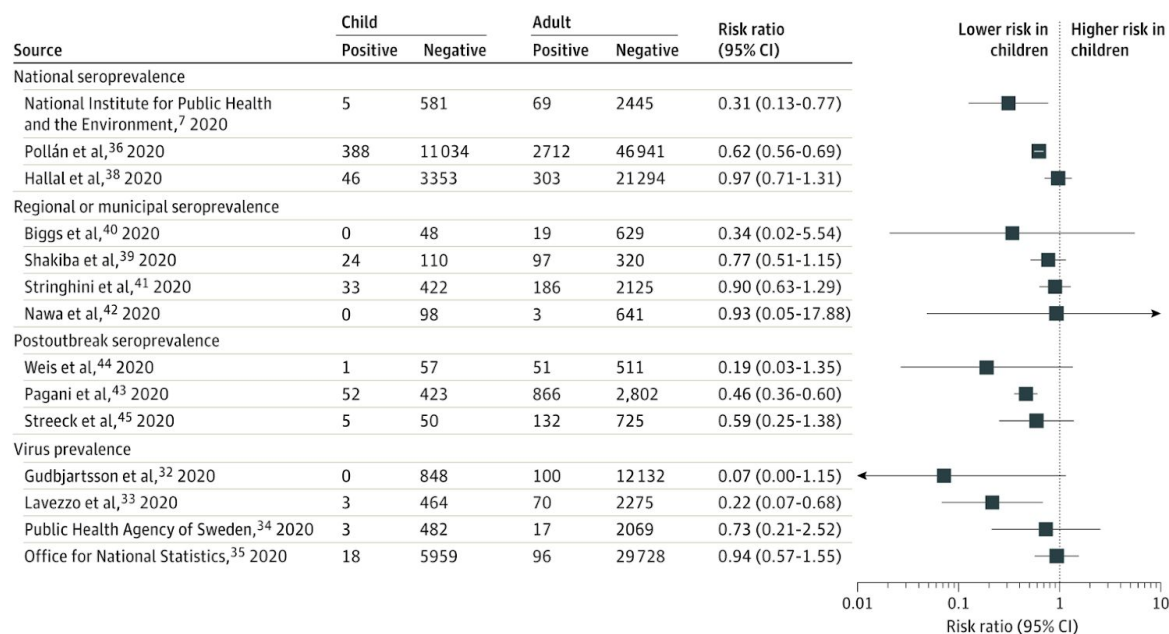 Child Adult Risk ratio Lower risk in Higher risk in
Source Positive Negative Positive Negative (95% CI) children children
National seroprevalence
National Institute for Public Health 5 581 69 2445 0.31 (0.13-0.77)
and the Environment,7 2020
Pollán et al,36 2020 388 11034 2712 46941 0.62 (0.56-0.69)
Hallal et al,38 2020 46 3353 303 21294 0.97 (0.71-1.31)
Regional or municipal seroprevalence
Biggs et al,40 2020 0 48 19 629 0.34 (0.02-5.54)
Shakiba et al,39 2020 24 110 97 320 0.77 (0.51-1.15)
Stringhini et al,41 2020 33 422 186 2125 0.90 (0.63-1.29)
Nawa et al,42 2020 0 98 3 641 0.93 (0.05-17.88)
Postoutbreak seroprevalence
Weis et al,44 2020 1 57 51 511 0.19 (0.03-1.35)
Pagani et al,43 2020 52 423 866 2,802 0.46 (0.36-0.60)
Streeck et al,45 2020 5 50 132 725 0.59 (0.25-1.38)
Virus prevalence
Gudbjartsson et al,32 2020 0 848 100 12132 0.07 (0.00-1.15)
Lavezzo et al,33 2020 3 464 70 2275 0.22 (0.07-0.68)
Public Health Agency of Sweden,34 2020 3 482 17 2069 0.73 (0.21-2.52)
Office for National Statistics,35 2020 18 5959 96 29728 0.94 (0.57-1.55)
0.01 0.1 1 10
Risk ratio (95% CI)